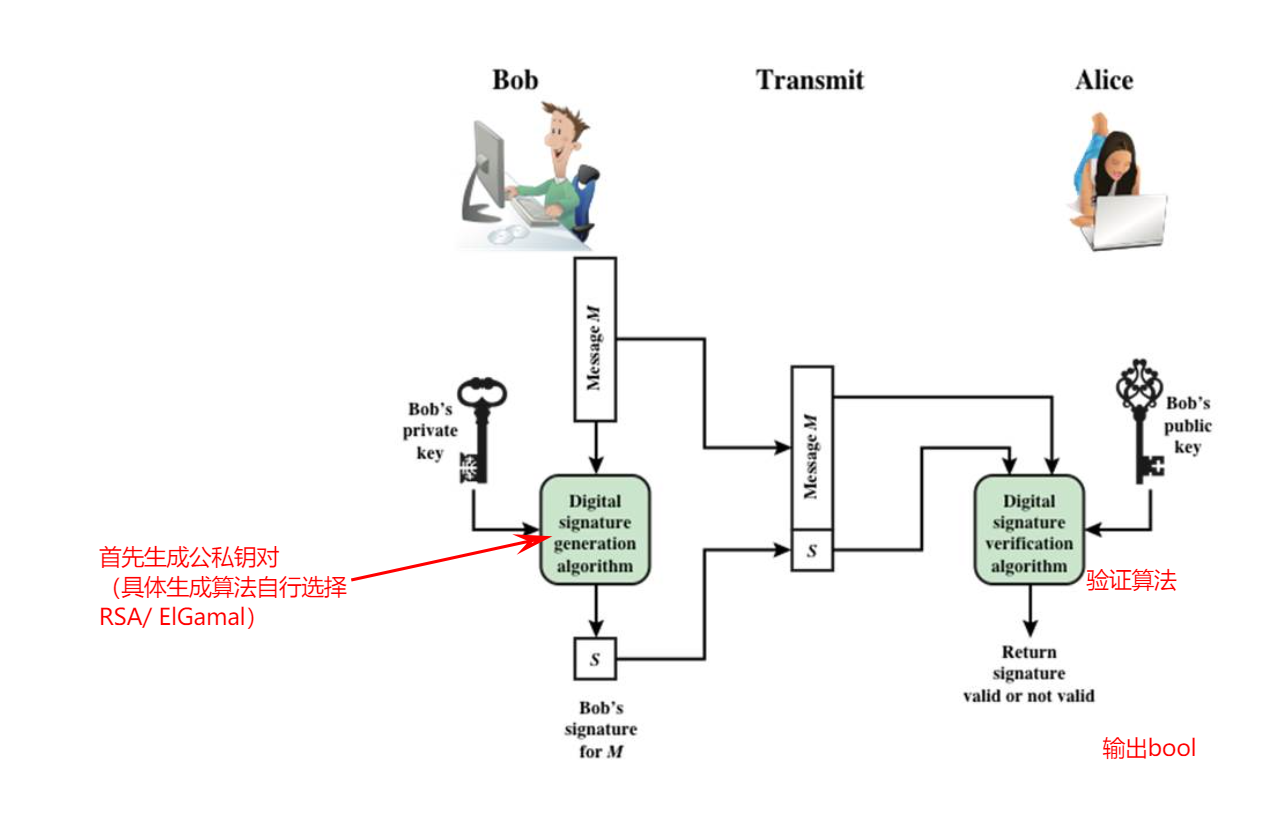 Bob
Transmit
Alice
Message M
Bob's
private
key
Message M
S
Bob's
public
key
Digital
signature
generation
algorithm
Digital
signature
verification
algorithm
首先生成公私钥对
（具体生成算法自行选择
RSA/ ElGamal）
验证算法
S
Return
signature
valid or not valid
Bob's
signature
for M
输出bool